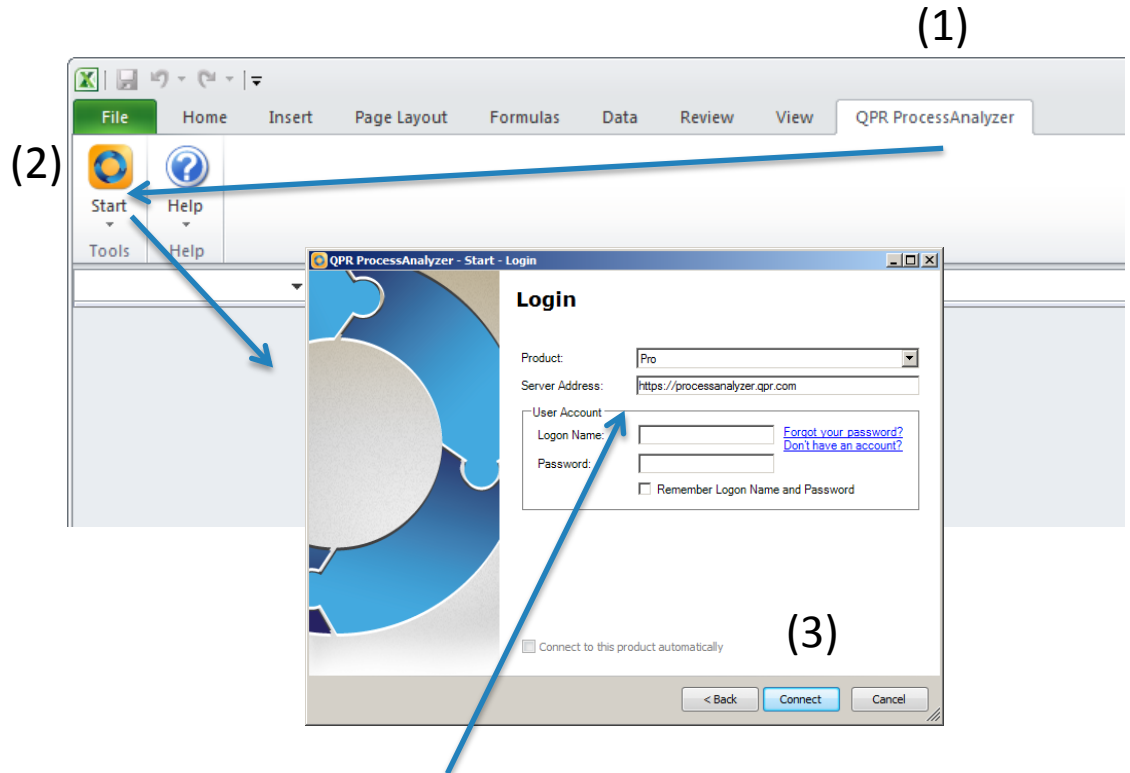 (1)
File Home Insert Page Layout Formulas Data Review View QPR ProcessAnalyzer
(2)
Start Help
Tools Help
QPR ProcessAnalyzer - Start - Login
Login
Product: Pro
Server Address: https://processanalyzer.qpr.com
User Account
Logon Name: Forgot your password?
Don't have an account?
Password:
Remember Logon Name and Password
(3)
Connect to this product automatically
< Back Connect Cancel